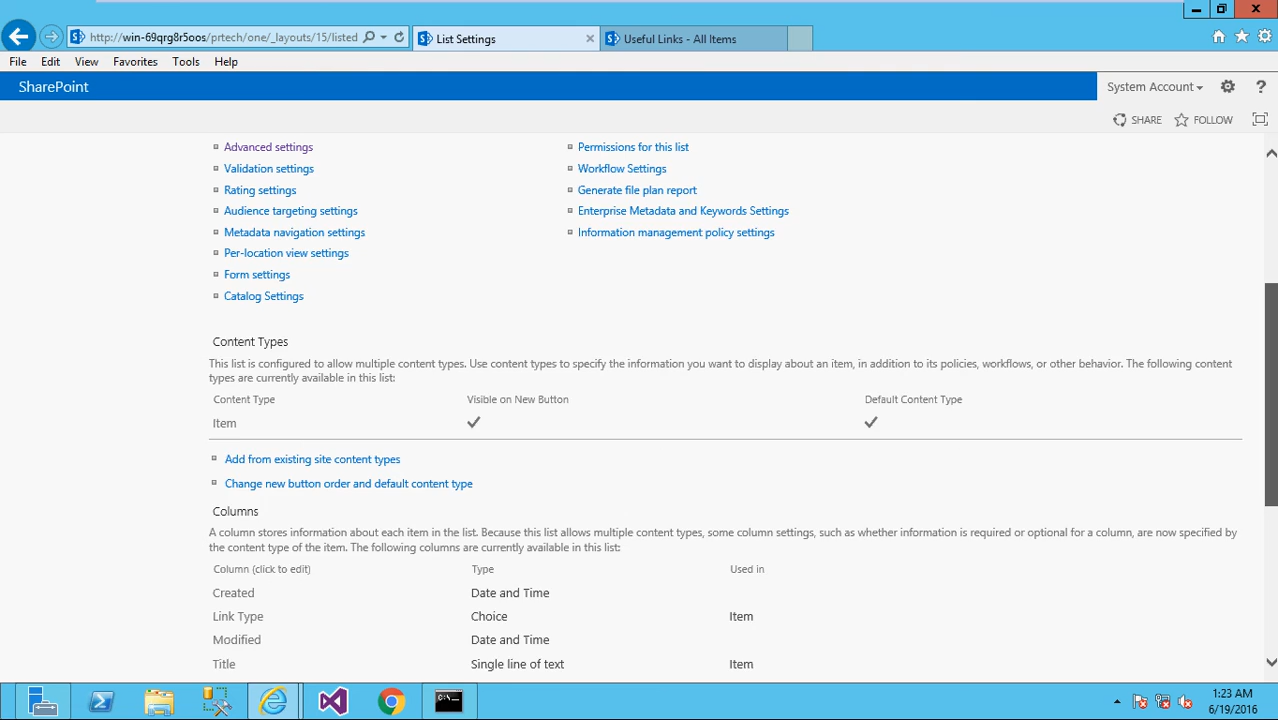 http://win-69qrg8r5oos/prtech/one/_layouts/15/listed
List Settings
Useful Links - All Items
File Edit View Favorites Tools Help
SharePoint
System Account
?
SHARE FOLLOW
Advanced settings
Permissions for this list
Validation settings
Workflow Settings
Rating settings
Generate file plan report
Audience targeting settings
Enterprise Metadata and Keywords Settings
Metadata navigation settings
Information management policy settings
Per-location view settings
Form settings
Catalog Settings
Content Types
This list is configured to allow multiple content types. Use content types to specify the information you want to display about an item, in addition to its policies, workflows, or other behavior. The following content
types are currently available in this list:
Content Type Visible on New Button Default Content Type
Item
Add from existing site content types
Change new button order and default content type
Columns
A column stores information about each item in the list. Because this list allows multiple content types, some column settings, such as whether information is required or optional for a column, are now specified by
the content type of the item. The following columns are currently available in this list:
Column (click to edit) Type Used in
Created Date and Time
Link Type Choice Item
Modified Date and Time
Title Single line of text Item
1:23 AM
6/19/2016